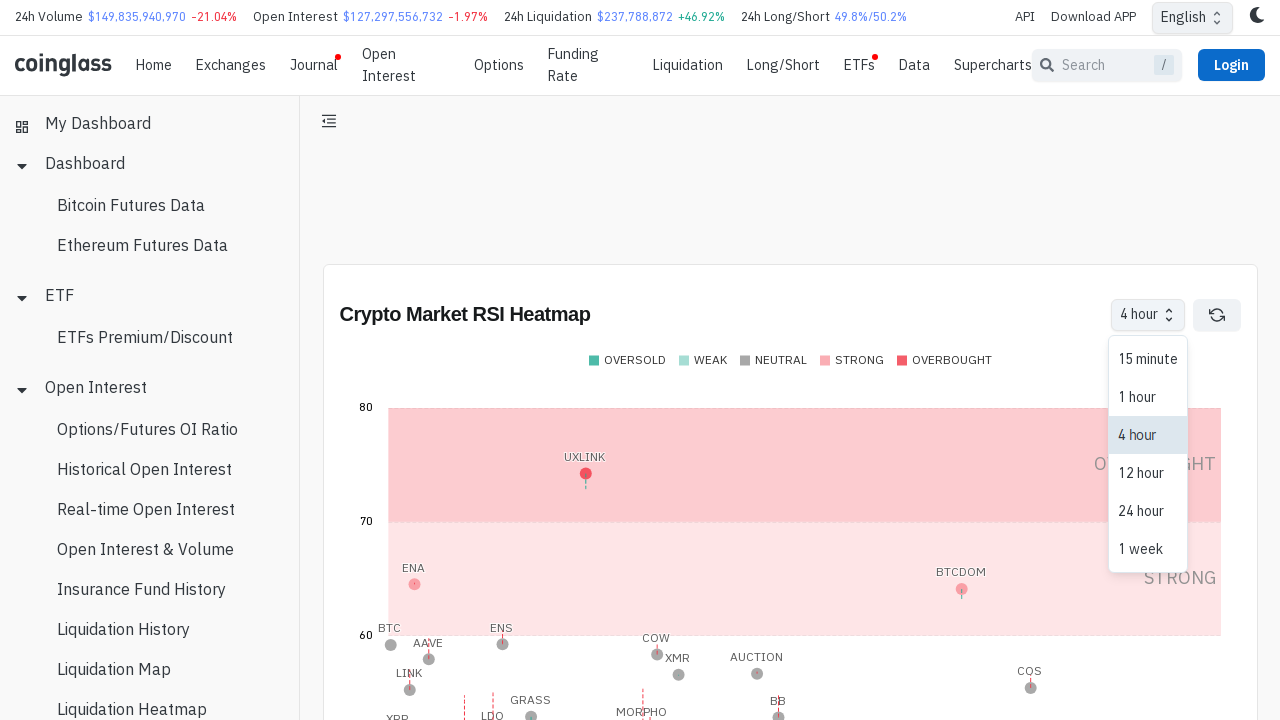 24h Volume $149,835,940,970 -21.04% Open Interest $127,297,556,732 -1.97% 24h Liquidation $237,788,872 +46.92% 24h Long/Short 49.8%/50.2% API Download APP English
coinglass Home Exchanges Journal Open Interest Options Funding Rate Liquidation Long/Short ETFs Data Supercharts Search / Login
My Dashboard
Dashboard
Bitcoin Futures Data
Ethereum Futures Data
ETF
ETFs Premium/Discount
Open Interest
Options/Futures OI Ratio
Historical Open Interest
Real-time Open Interest
Open Interest & Volume
Insurance Fund History
Liquidation History
Liquidation Map
Liquidation Heatmap
Crypto Market RSI Heatmap
4 hour
15 minute
1 hour
4 hour
12 hour
24 hour
1 week
OVERSOLD WEAK NEUTRAL STRONG OVERBOUGHT
80
UXLINK
70
ENA
BTCDOM
STRONG
60
BTC
ENS
AAVE
COW
XMR
AUCTION
LINK
COS
GRASS
BB
LDO
MORPHO
XRP